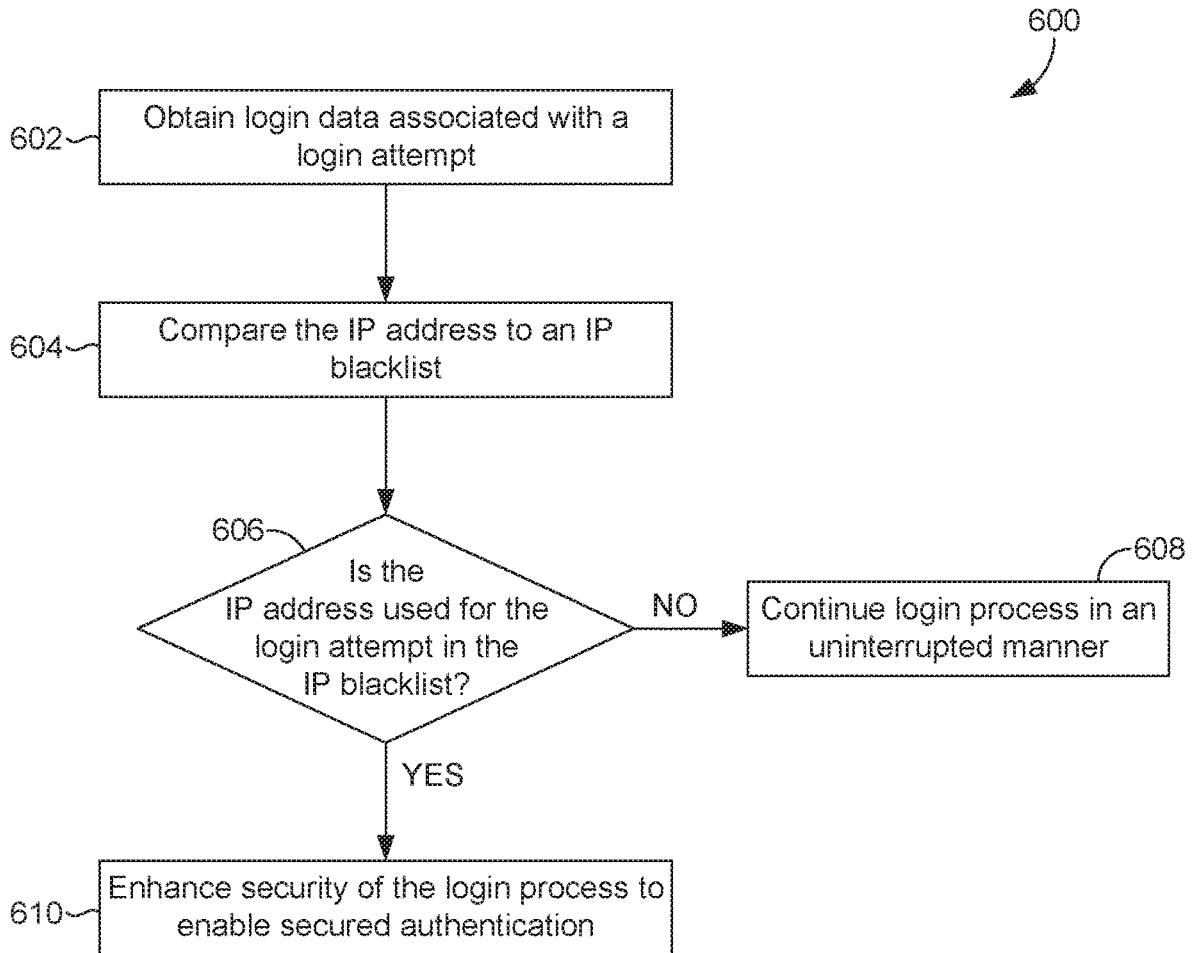 600
602
Obtain login data associated with a
login attempt
604
Compare the IP address to an IP
blacklist
606
Is the
IP address used for the
login attempt in the
IP blacklist?
NO
608
Continue login process in an
uninterrupted manner
YES
610
Enhance security of the login process to
enable secured authentication